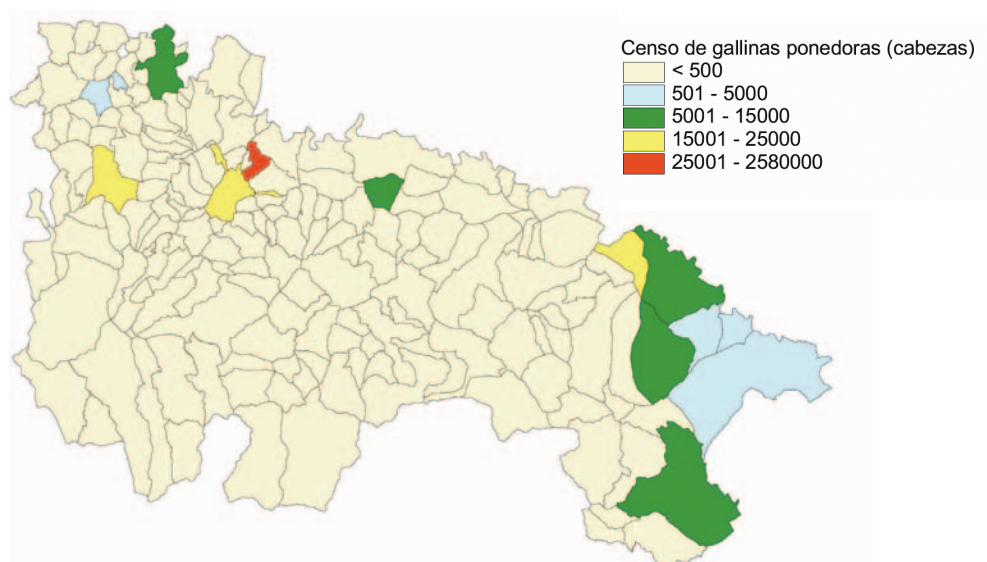 Censo de gallinas ponedoras (cabezas)
< 500
501 - 5000
5001 - 15000
15001 - 25000
25001 - 2580000